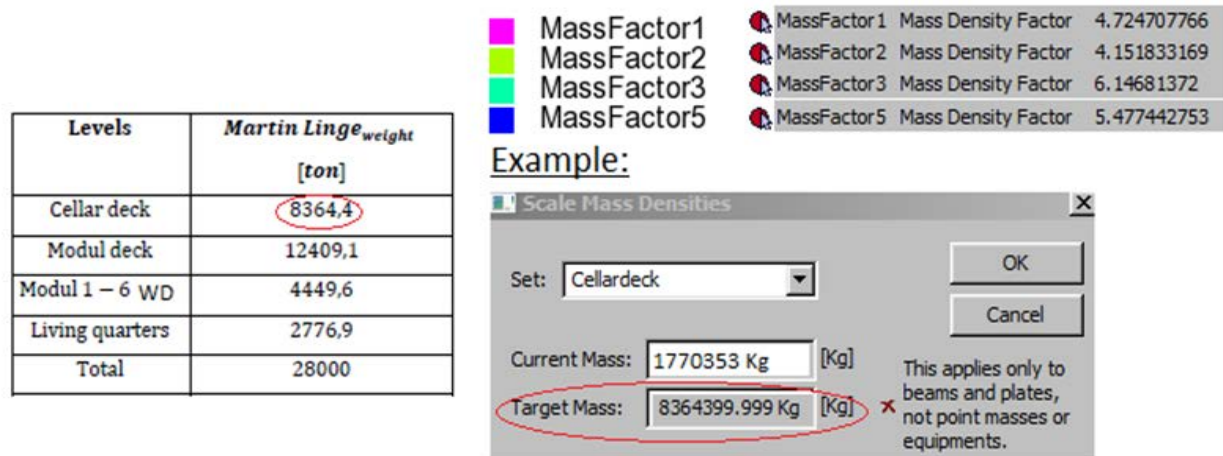 MassFactor1
MassFactor2
MassFactor3
MassFactor5
MassFactor1 Mass Density Factor 4.724707766
MassFactor2 Mass Density Factor 4.151833169
MassFactor3 Mass Density Factor 6.14681372
MassFactor5 Mass Density Factor 5.477442753
Levels Martin Linge weight [ton]
Cellar deck 8364,4
Modul deck 12409,1
Modul 1 − 6 WD 4449,6
Living quarters 2776,9
Total 28000
Example:
Scale Mass Densities
Set: Cellardeck
OK
Cancel
Current Mass: 1770353 Kg [Kg]
Target Mass: 8364399.999 Kg [Kg]
This applies only to
beams and plates,
not point masses or
equipments.